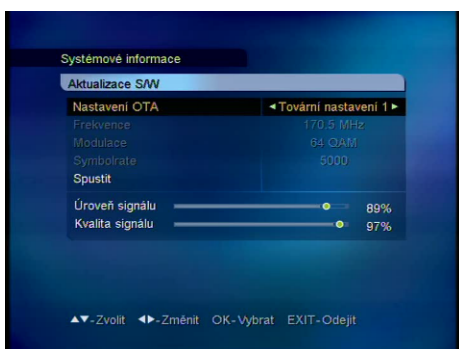 Systémové informace
Aktualizace S/W
Nastavení OTA ◄Tovární nastavení 1►
Frekvence 170.5 MHz
Modulace 64 QAM
Symbolrate 5000
Spustit
Úroveň signálu 89%
Kvalita signálu 97%
▲▼-Zvolit ◄►-Změnit OK-Vybrat EXIT-Odejít